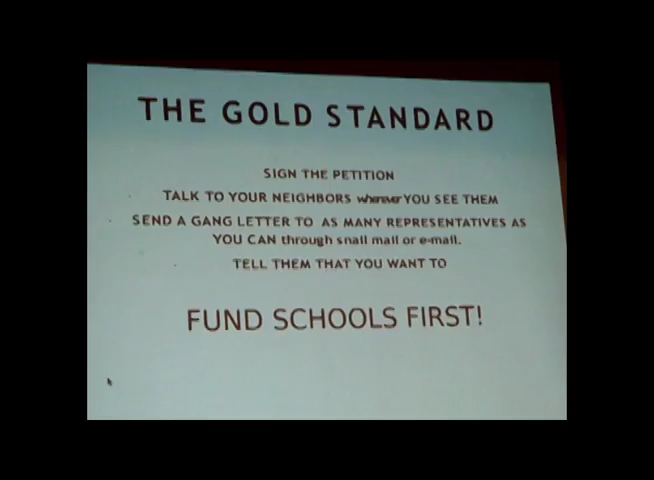 THE GOLD STANDARD
SIGN THE PETITION
TALK TO YOUR NEIGHBORS wherever YOU SEE THEM
SEND A GANG LETTER TO AS MANY REPRESENTATIVES AS
YOU CAN through snail mail or e-mail.
TELL THEM THAT YOU WANT TO
FUND SCHOOLS FIRST!